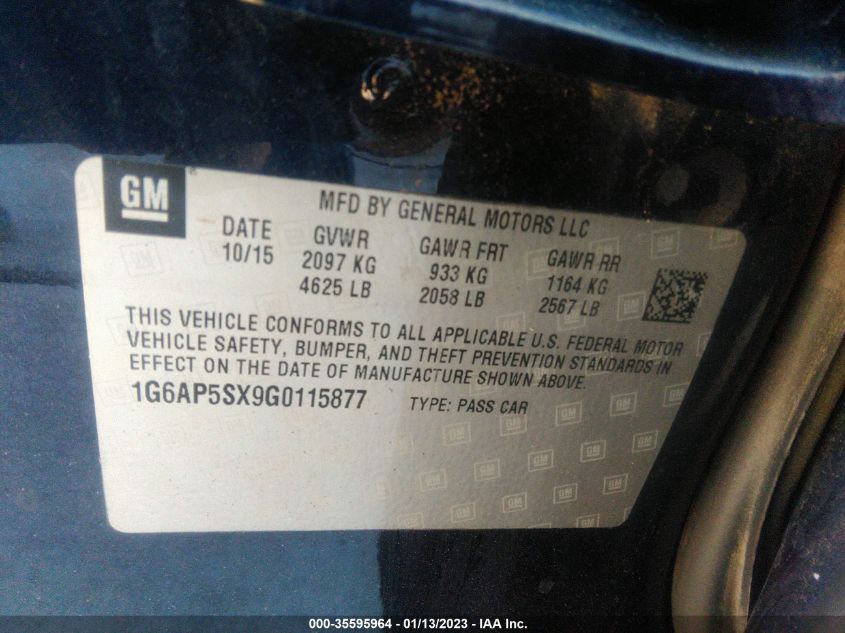 GM
MFD BY GENERAL MOTORS LLC
DATE GVWR GAWR FRT GAWR RR
10/15 2097 KG 933 KG 1164 KG
4625 LB 2058 LB 2567 LB
THIS VEHICLE CONFORMS TO ALL APPLICABLE U.S. FEDERAL MOTOR
VEHICLE SAFETY, BUMPER, AND THEFT PREVENTION STANDARDS IN
EFFECT ON THE DATE OF MANUFACTURE SHOWN ABOVE.
1G6AP5SX9G0115877 TYPE: PASS CAR
000-35595964 - 01/13/2023 - IAA Inc.